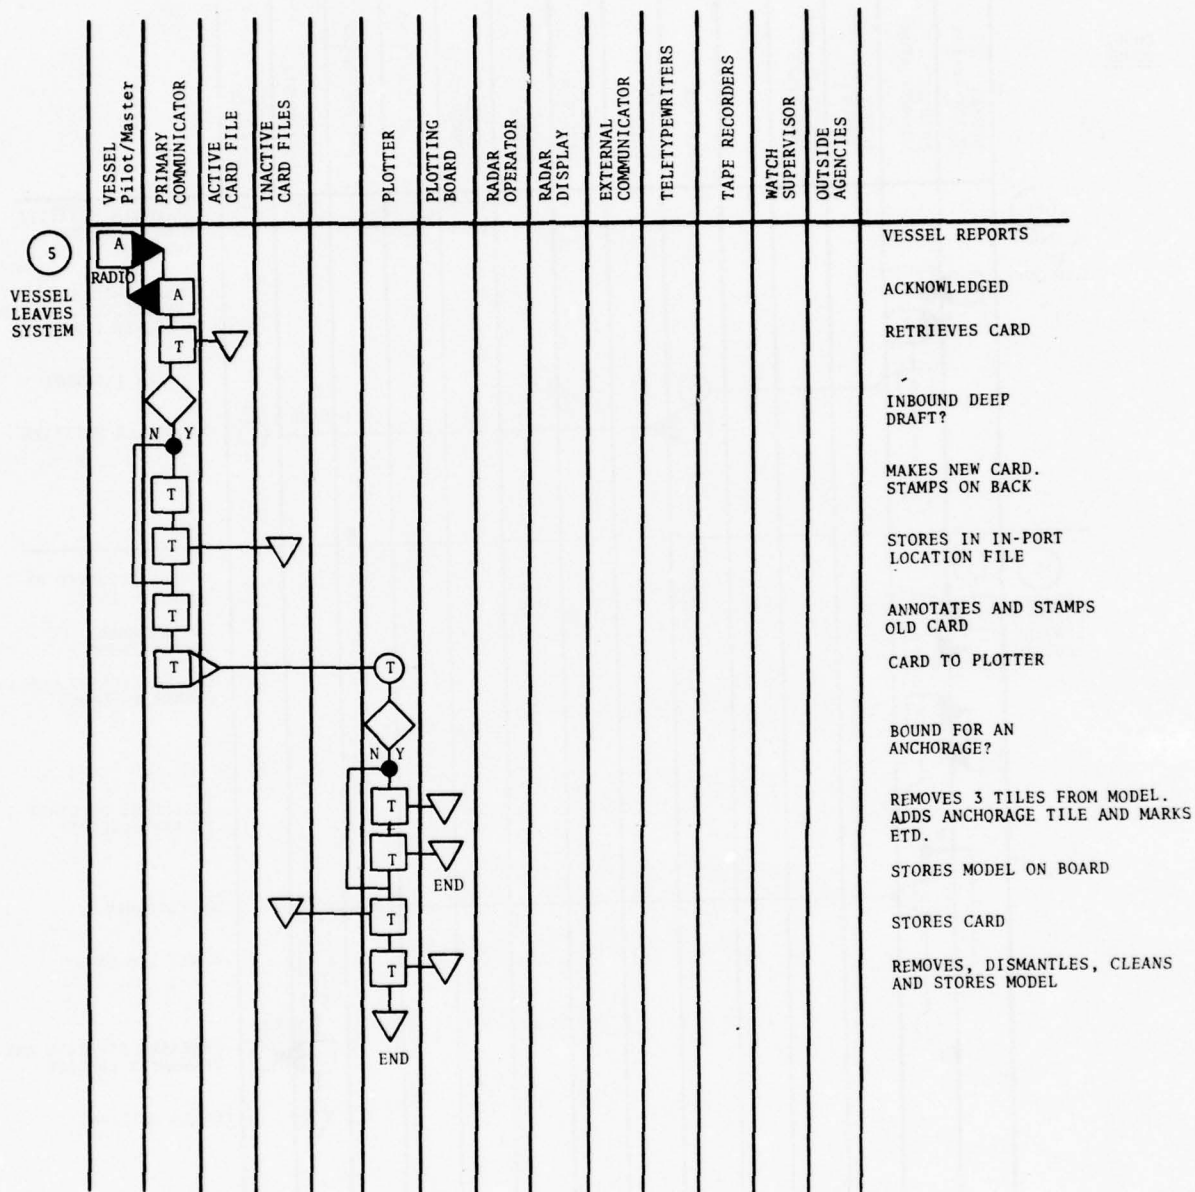 VESSEL
Pilot/Master
PRIMARY
COMMUNICATOR
ACTIVE
CARD FILE
INACTIVE
CARD FILES
PLOTTER
PLOTTING
BOARD
RADAR
OPERATOR
RADAR
DISPLAY
EXTERNAL
COMMUNICATOR
TELETYPEWRITERS
TAPE RECORDERS
WATCH
SUPERVISOR
OUTSIDE
AGENCIES
5
VESSEL
LEAVES
SYSTEM
A
RADIO
VESSEL REPORTS
A
ACKNOWLEDGED
T
RETRIEVES CARD
INBOUND DEEP
DRAFT?
N Y
T
MAKES NEW CARD.
STAMPS ON BACK
T
STORES IN IN-PORT
LOCATION FILE
T
ANNOTATES AND STAMPS
OLD CARD
T
T
CARD TO PLOTTER
BOUND FOR AN
ANCHORAGE?
N Y
T
REMOVES 3 TILES FROM MODEL.
ADDS ANCHORAGE TILE AND MARKS
ETD.
T
END
STORES MODEL ON BOARD
T
STORES CARD
T
REMOVES, DISMANTLES, CLEANS
AND STORES MODEL
END